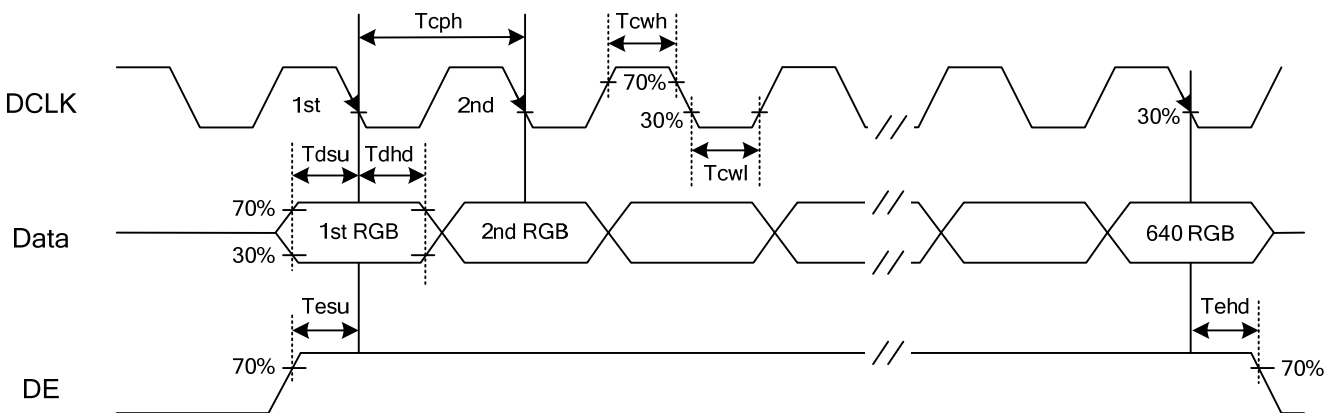 Tcph
Tcwh
DCLK
1st
2nd
70%
30%
30%
Tcwl
Tdsu
Tdhd
70%
Data
1st RGB
2nd RGB
640 RGB
30%
Tesu
Tehd
70%
70%
DE